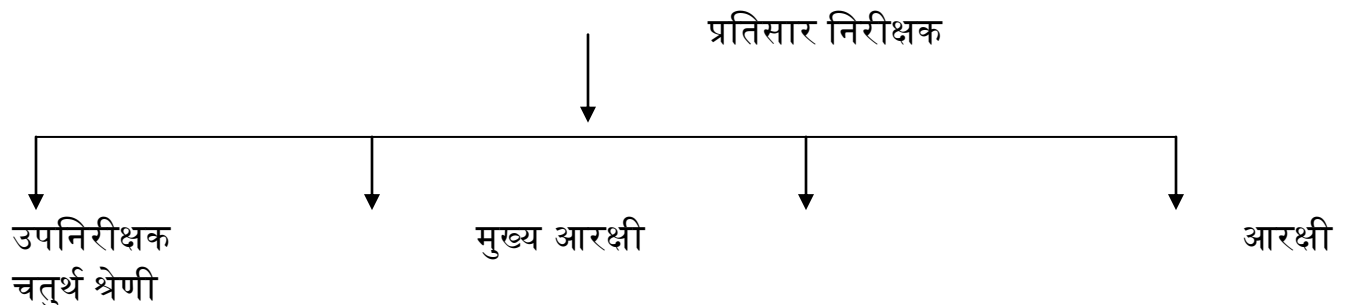 प्रतिसार निरीक्षक
उपनिरीक्षक मुख्य आरक्षी आरक्षी
चतुर्थ श्रेणी